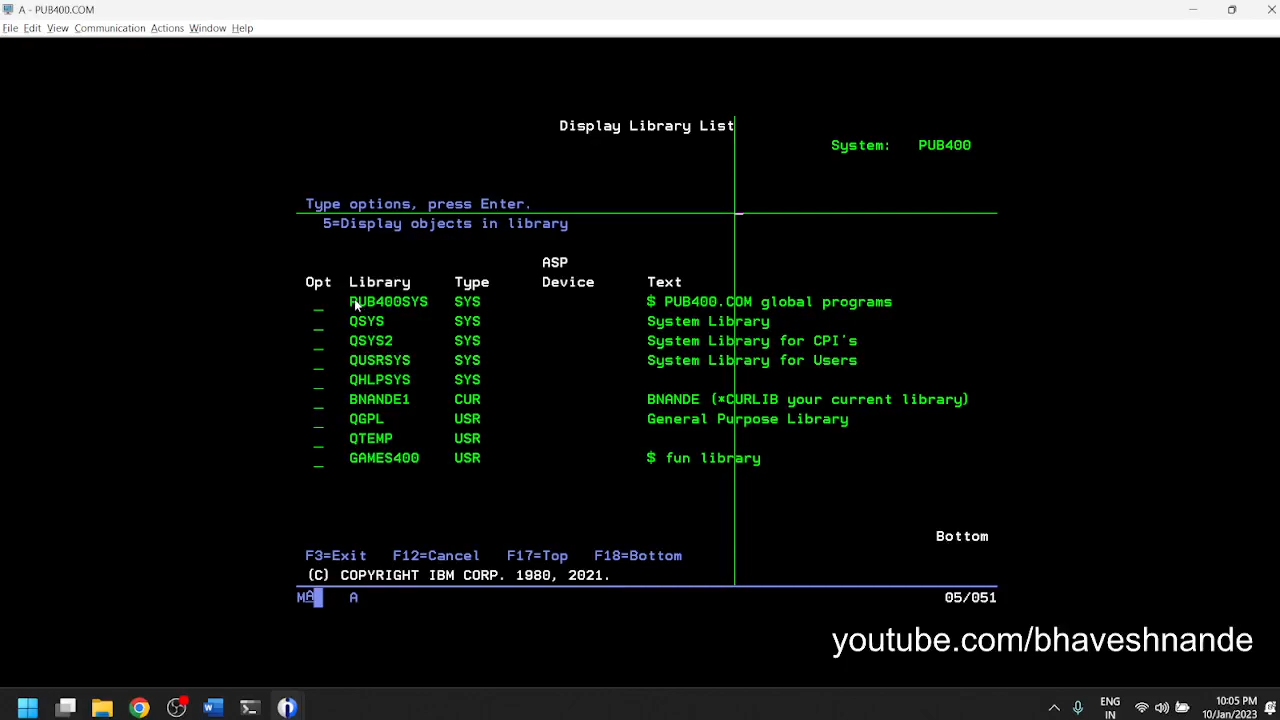 A - PUB400.COM
File Edit View Communication Actions Window Help
Display Library List
System: PUB400
Type options, press Enter.
5=Display objects in library
ASP
Opt Library Type Device Text
_ PUB400SYS SYS $ PUB400.COM global programs
_ QSYS SYS System Library
_ QSYS2 SYS System Library for CPI's
_ QUSRSYS SYS System Library for Users
_ QHLPSYS SYS
_ BNANDE1 CUR BNANDE (*CURLIB your current library)
_ QGPL USR General Purpose Library
_ QTEMP USR
_ GAMES400 USR $ fun library
Bottom
F3=Exit F12=Cancel F17=Top F18=Bottom
(C) COPYRIGHT IBM CORP. 1980, 2021.
MA A 05/051
youtube.com/bhaveshnande
ENG
IN
10:05 PM
10/Jan/2023